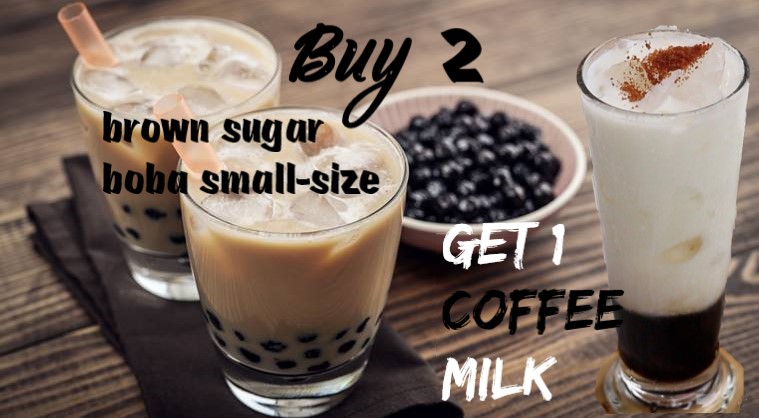 Buy 2
brown sugar
boba small-size
GET 1
COFFEE
MILK